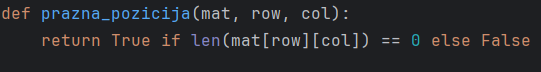 def prazna_pozicija(mat, row, col):
    return True if len(mat[row][col]) == 0 else False